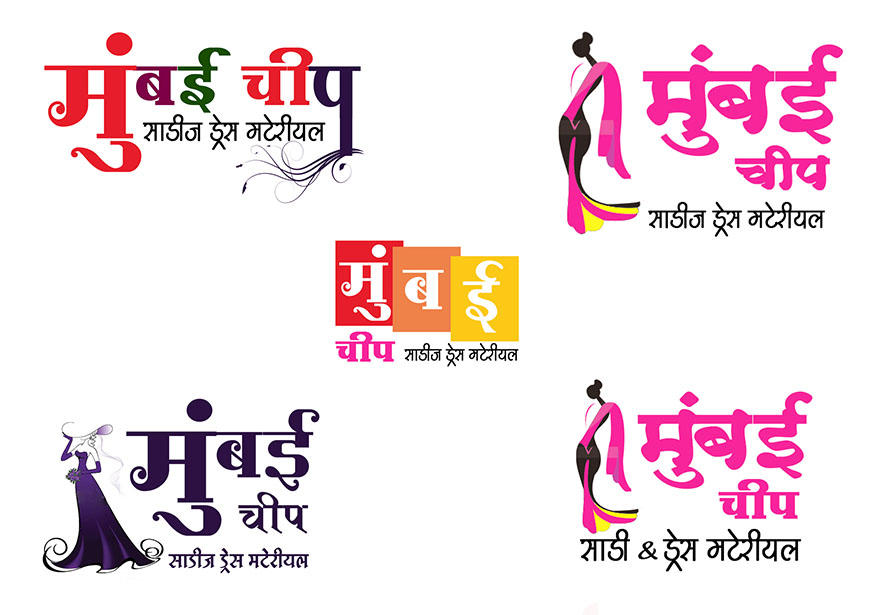 मुंबई चीप
साडीज ड्रेस मटेरीयल
मुंबई
चीप
साडीज ड्रेस मटेरीयल
मुंबई
चीप साडीज ड्रेस मटेरीयल
मुंबई
चीप
साडीज ड्रेस मटेरीयल
मुंबई
चीप
साडी & ड्रेस मटेरीयल